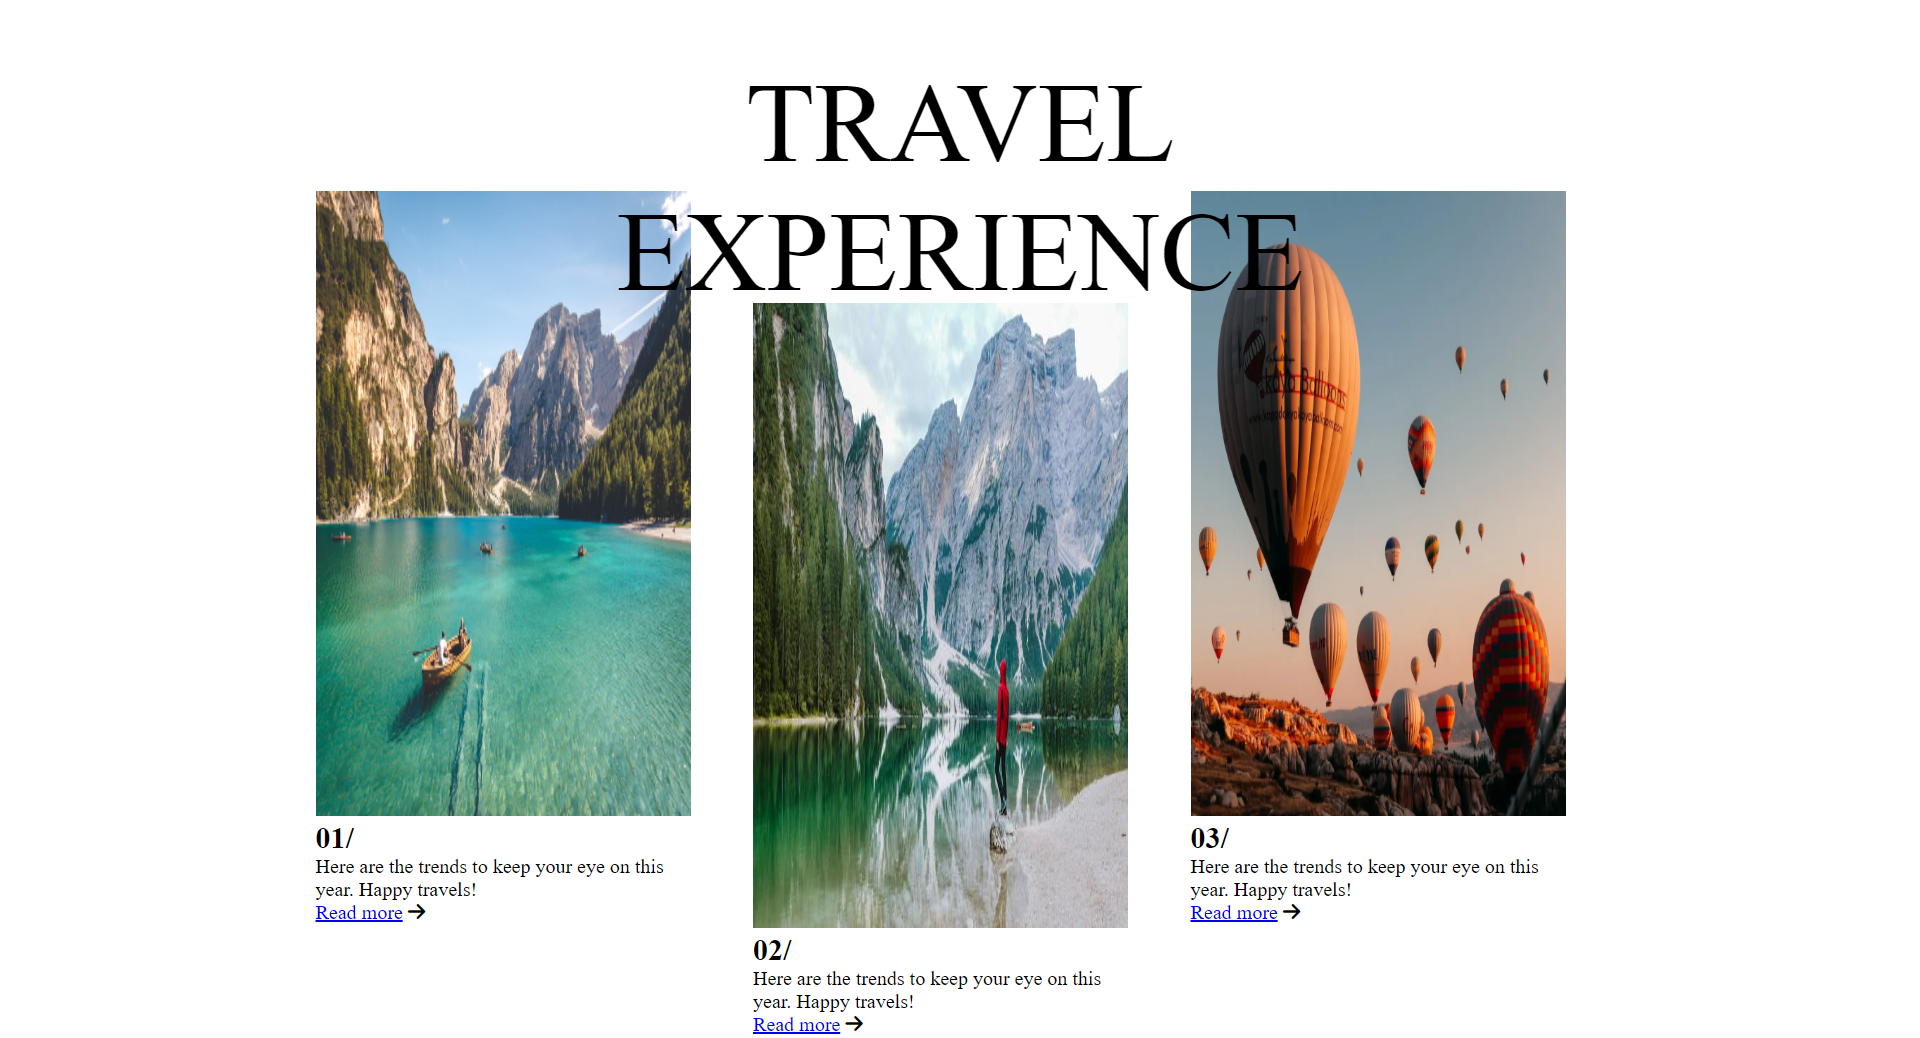 TRAVEL
EXPERIENCE
01/
Here are the trends to keep your eye on this
year. Happy travels!
Read more →
02/
Here are the trends to keep your eye on this
year. Happy travels!
Read more →
Balloons
03/
Here are the trends to keep your eye on this
year. Happy travels!
Read more →